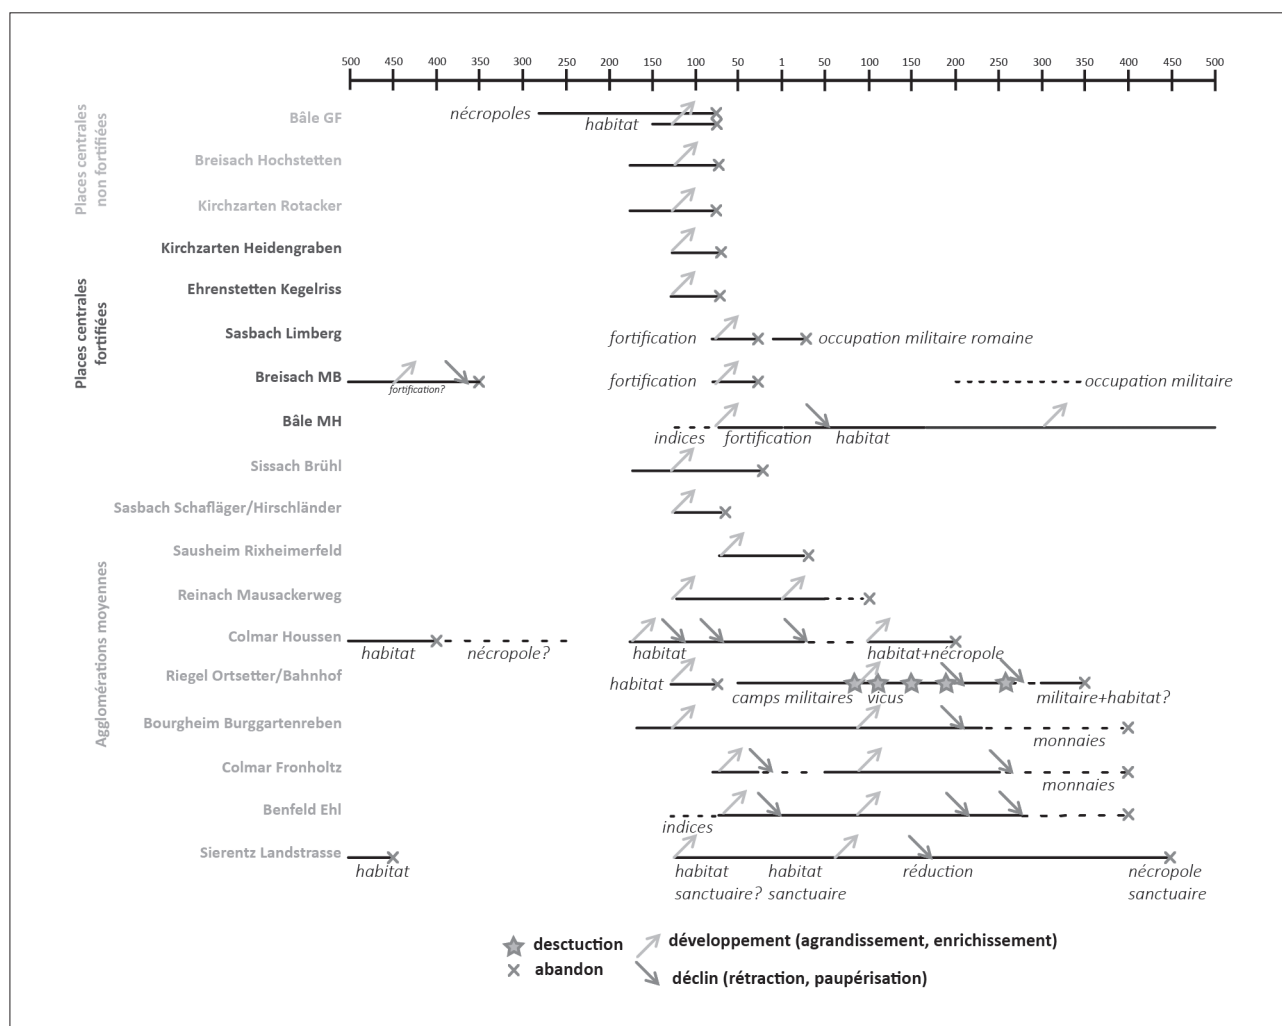 500 450 400 350 300 250 200 150 100 50 1 50 100 150 200 250 300 350 400 450 500
Places centrales
non fortifiées
Bâle GF
nécropoles
habitat
Breisach Hochstetten
Kirchzarten Rotacker
Places centrales
fortifiées
Kirchzarten Heidengraben
Ehrenstetten Kegelriss
Sasbach Limberg
fortification
occupation militaire romaine
Breisach MB
fortification?
fortification
occupation militaire
Bâle MH
indices fortification habitat
Agglomérations moyennes
Sissach Brühl
Sasbach Schafläger/Hirschländer
Sausheim Rixheimerfeld
Reinach Mausackerweg
Colmar Houssen
habitat nécropole? habitat habitat+nécropole
Riegel Ortsetter/Bahnhof
habitat
camps militaires vicus militaire+habitat?
Bourgheim Burggartenreben
monnaies
Colmar Fronholtz
monnaies
Benfeld Ehl
indices
Sierentz Landstrasse
habitat
habitat
sanctuaire?
habitat
sanctuaire
réduction
nécropole
sanctuaire
desctuction
abandon
développement (agrandissement, enrichissement)
déclin (rétraction, paupérisation)